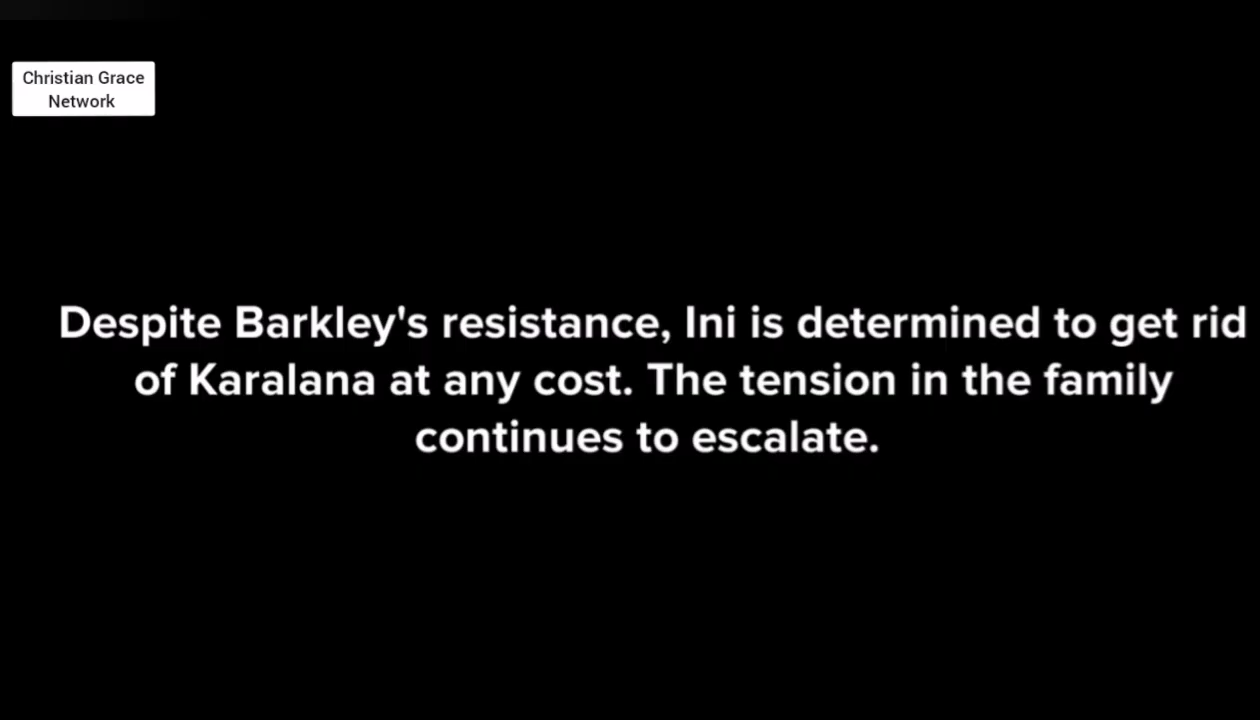 Christian Grace
Network
Despite Barkley's resistance, Ini is determined to get rid
of Karalana at any cost. The tension in the family
continues to escalate.